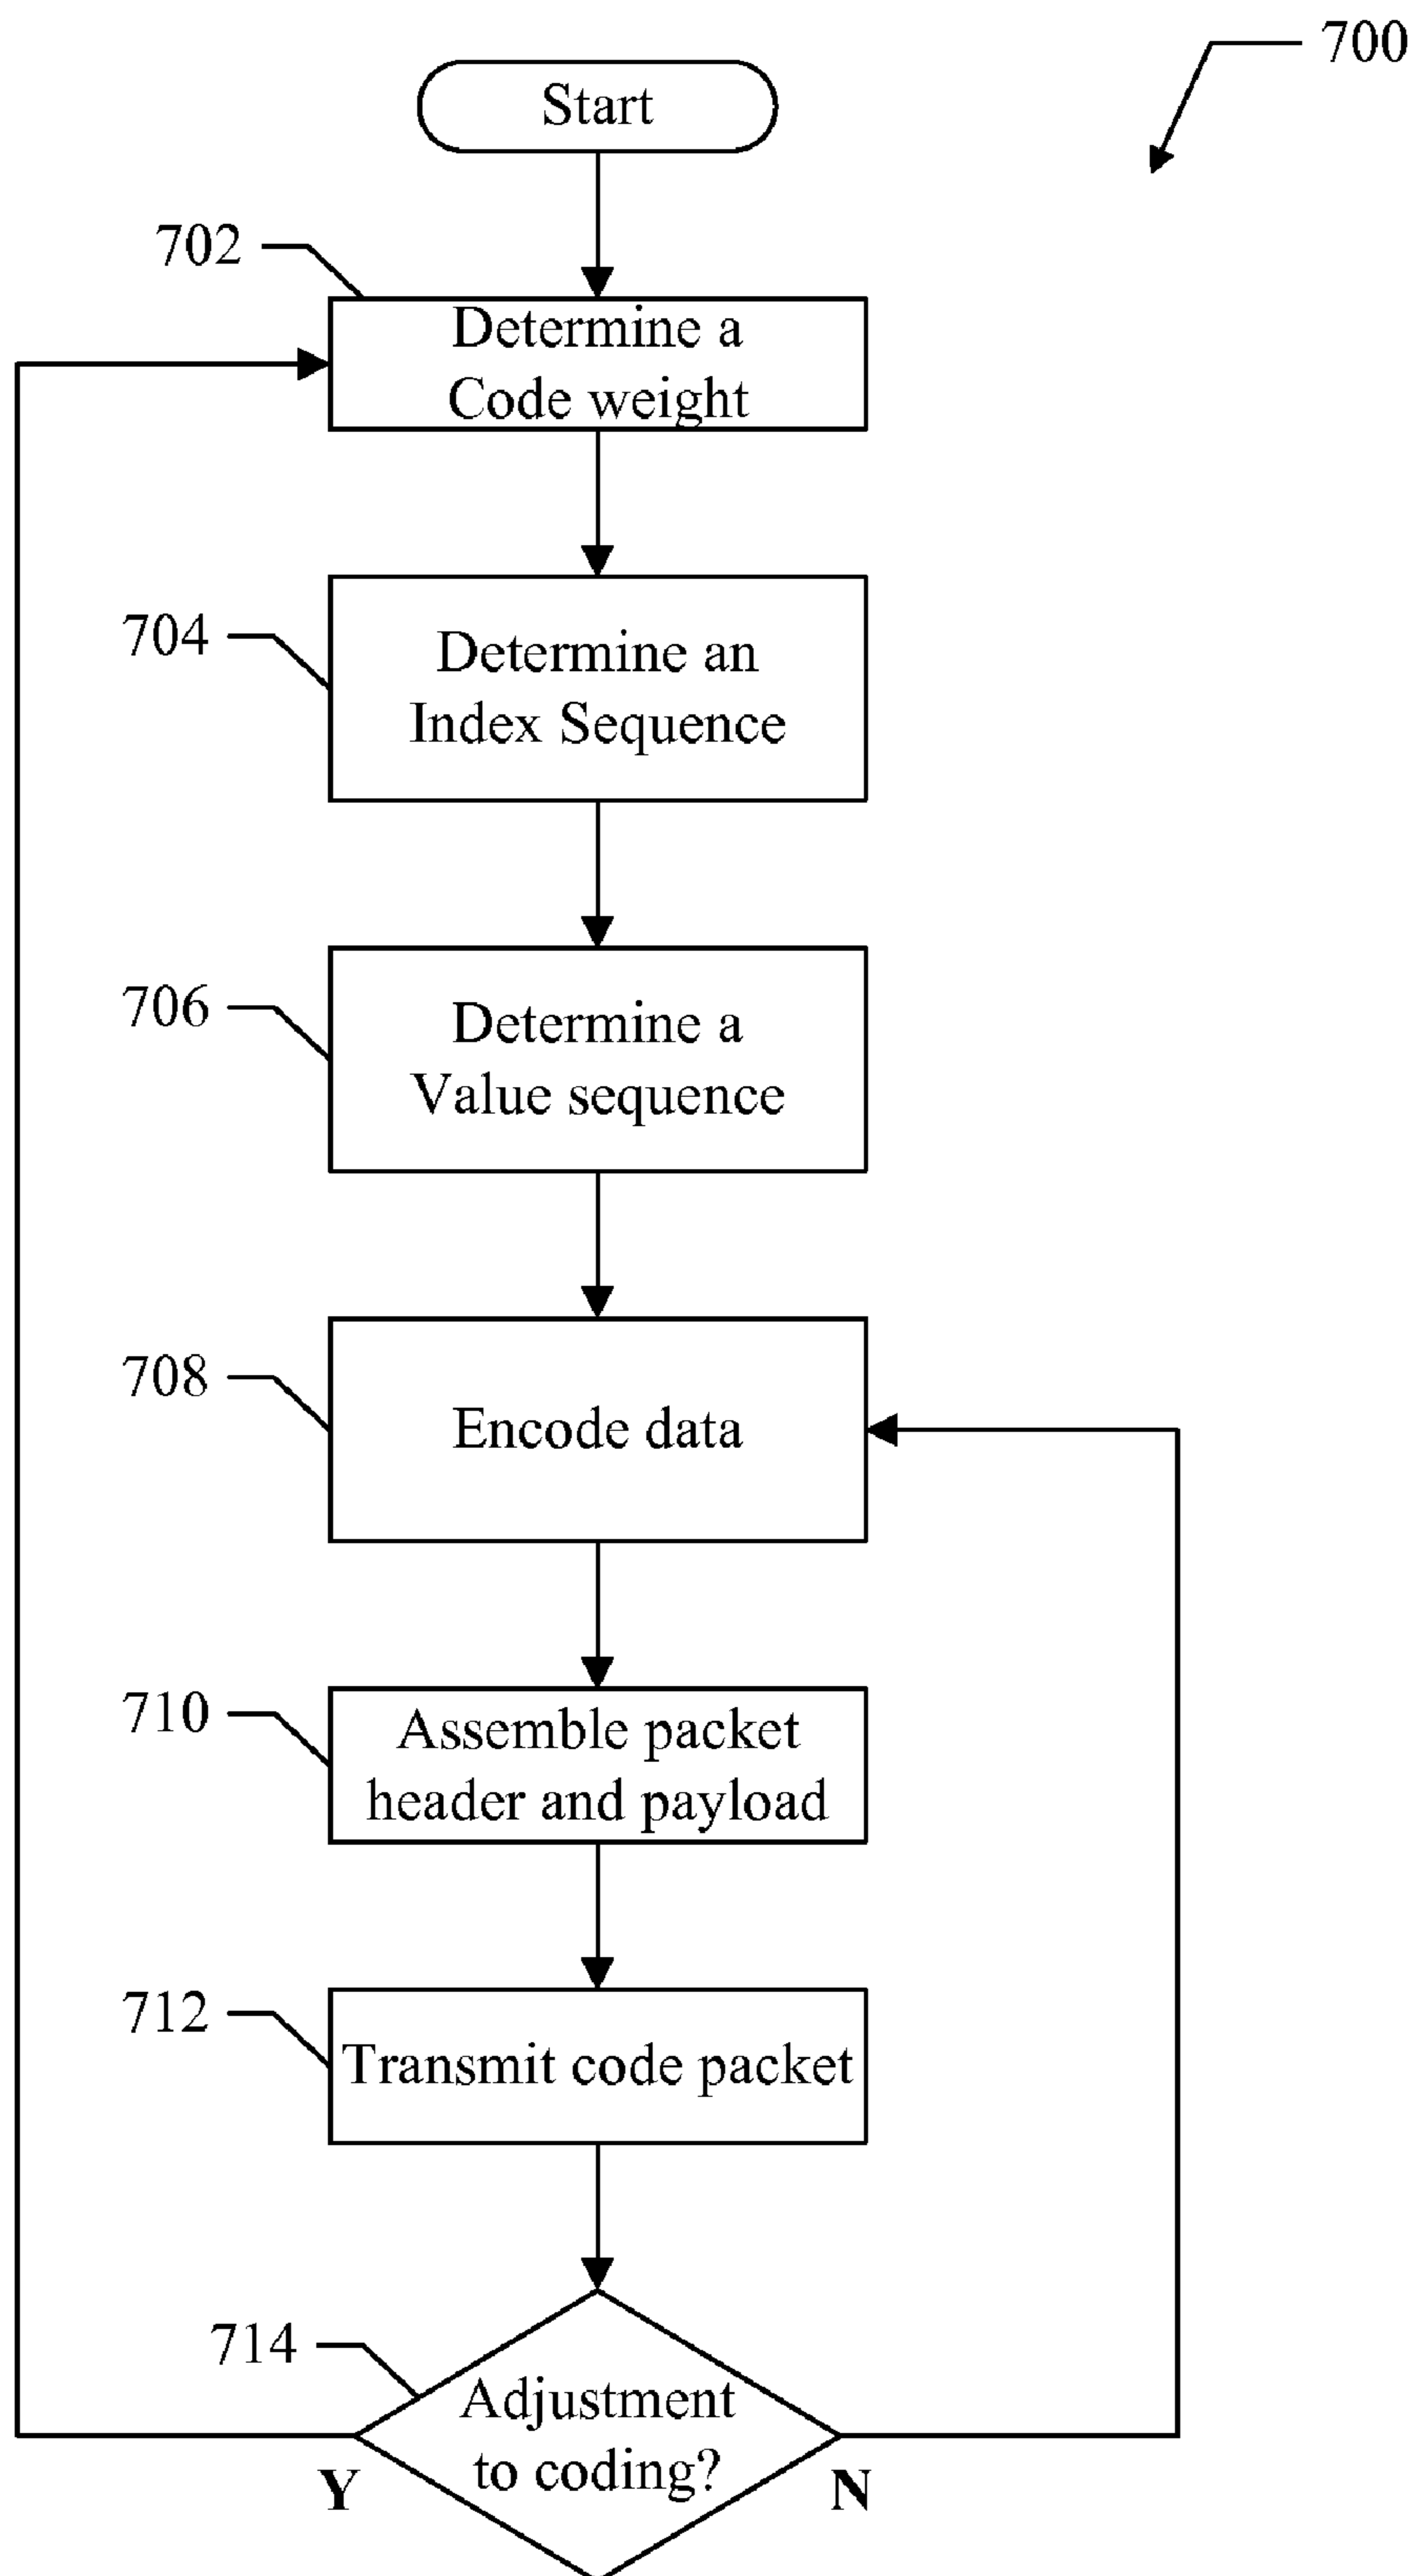 700
Start
702
Determine a
Code weight
704
Determine an
Index Sequence
706
Determine a
Value sequence
708
Encode data
710
Assemble packet
header and payload
712
Transmit code packet
714
Adjustment
to coding?
Y
N